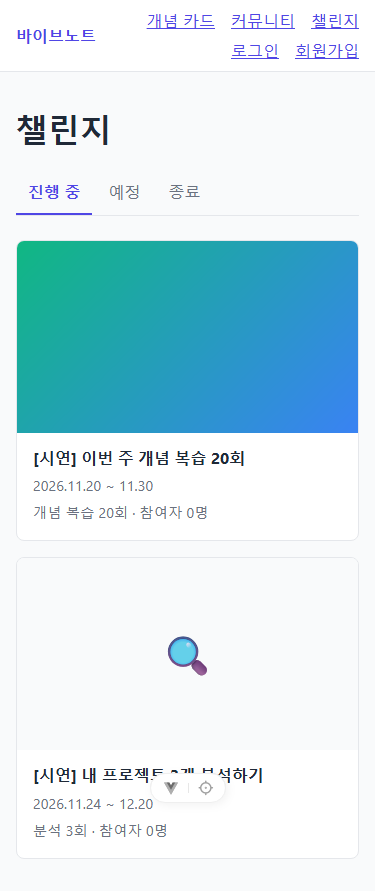 바이브노트
개념 카드 커뮤니티 챌린지
로그인 회원가입
챌린지
진행 중 예정 종료
[시연] 이번 주 개념 복습 20회
2026.11.20 ~ 11.30
개념 복습 20회 · 참여자 0명
[시연] 내 프로젝트 분석하기
2026.11.24 ~ 12.20
분석 3회 · 참여자 0명